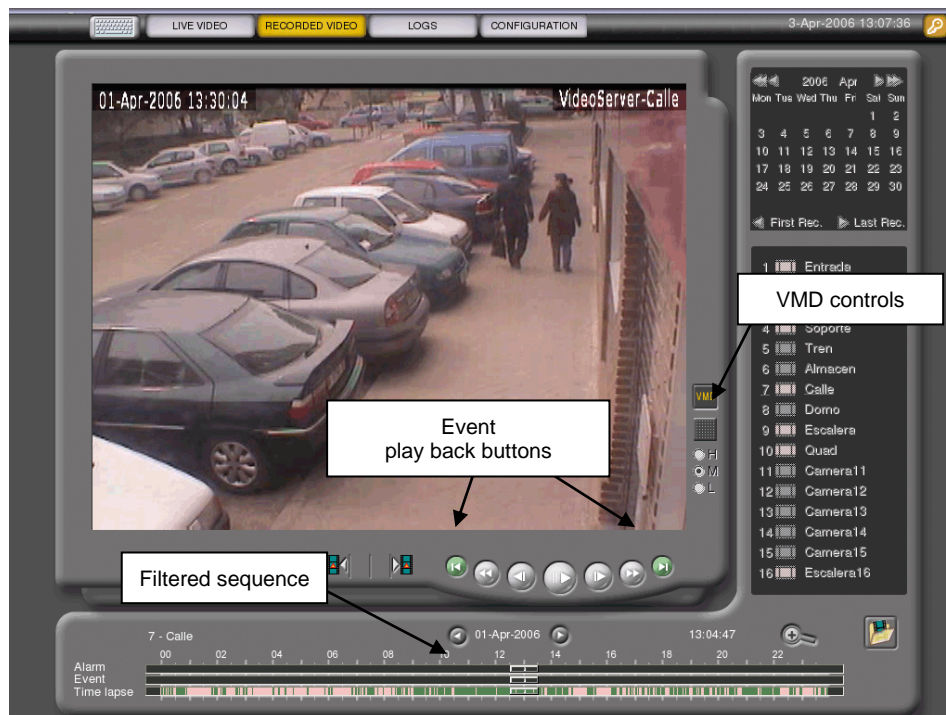 LIVE VIDEO RECORDED VIDEO LOGS CONFIGURATION 3-Apr-2006 13:07:36
01-Apr-2006 13:30:04 VideoServer-Calle
2006 Apr
Mon Tue Wed Thu Fri Sat Sun
1 2
3 4 5 6 7 8 9
10 11 12 13 14 15 16
17 18 19 20 21 22 23
24 25 26 27 28 29 30
First Rec. Last Rec.
1 Entrada
VMD controls
4 Soporte
5 Tren
6 Almacen
7 Calle
8 Domo
9 Escalera
10 Quad
11 Camera11
12 Camera12
13 Camera13
14 Camera14
15 Camera15
16 Escalera16
VMD
H
M
L
Event
play back buttons
Filtered sequence
7 - Calle 01-Apr-2006 13:04:47
00 02 04 06 08 10 12 14 16 18 20 22
Alarm
Event
Time lapse